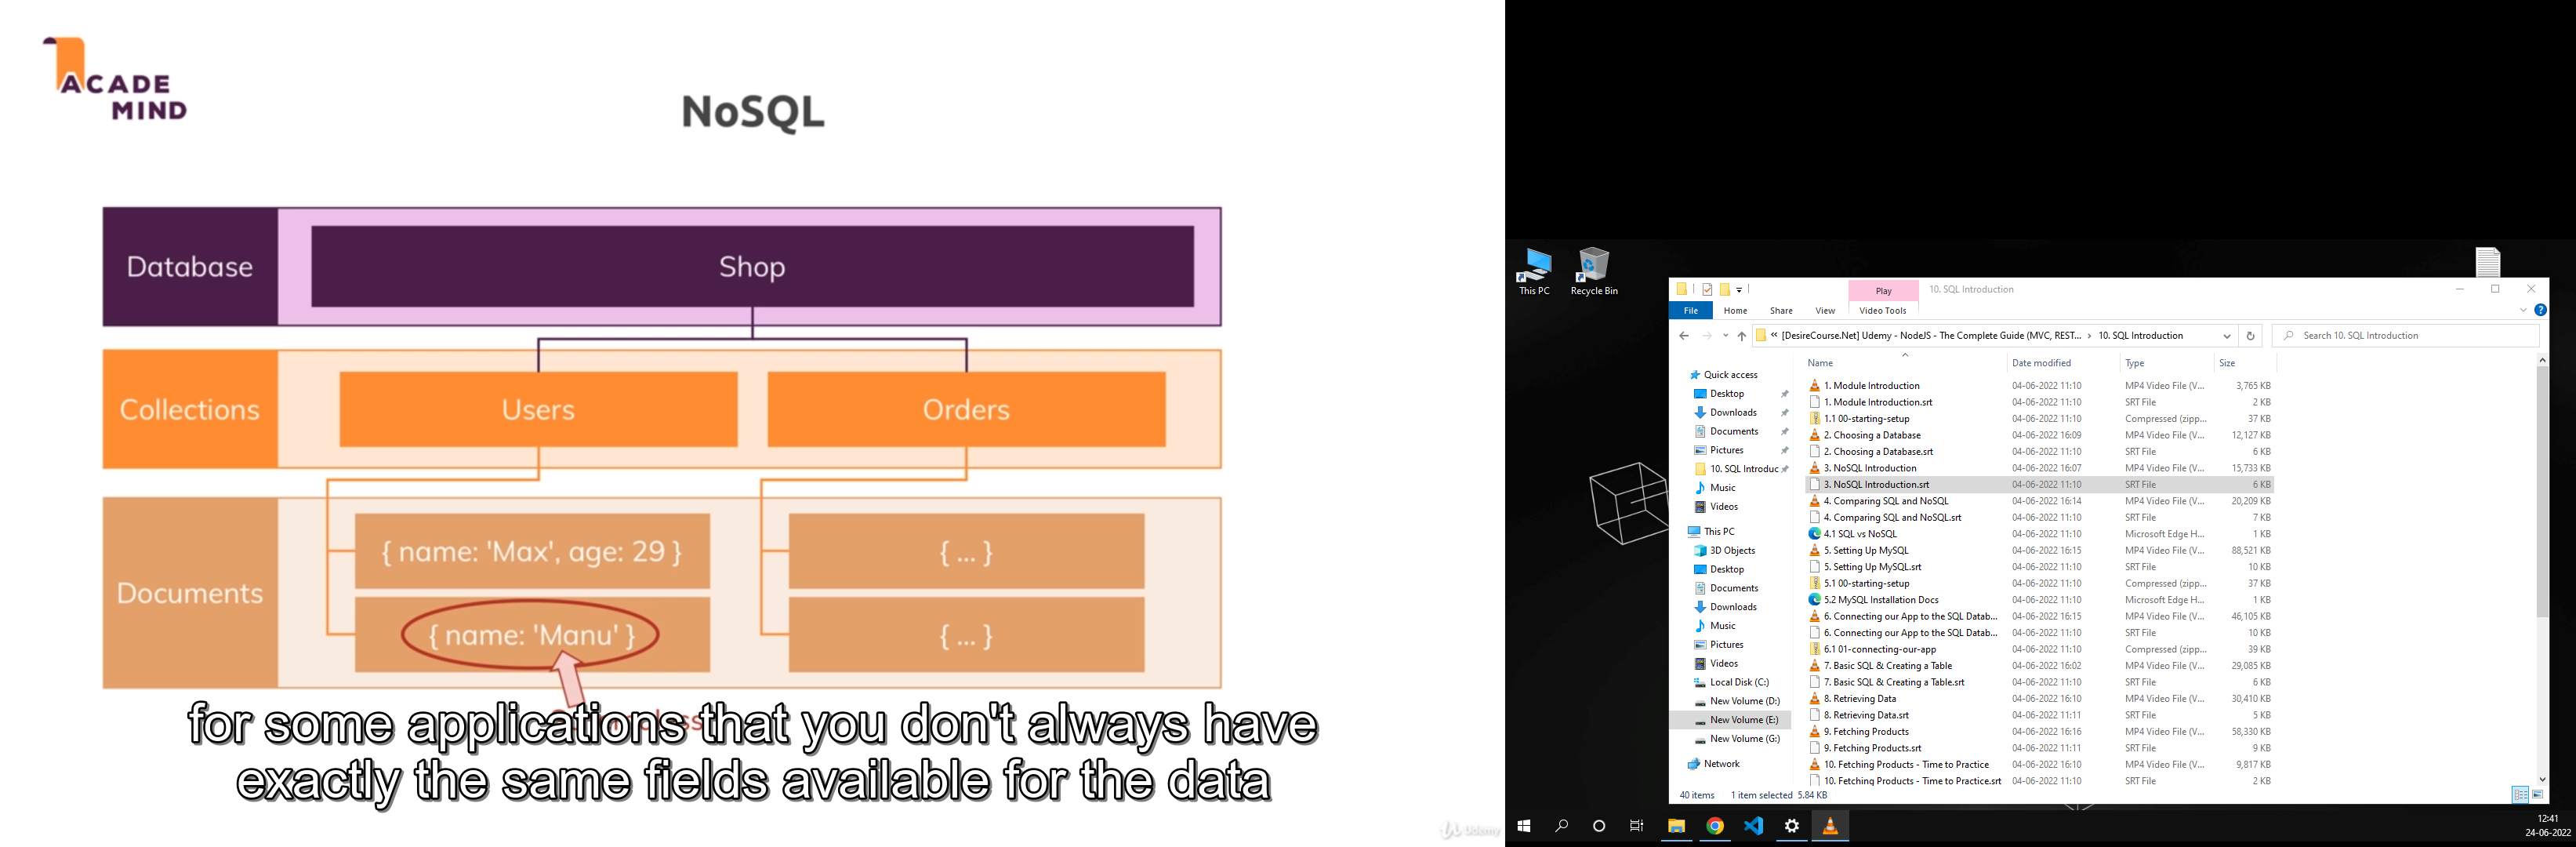 ACADE
MIND
NoSQL
Database
Shop
Collections
Users
Orders
Documents
{ name: 'Max', age: 29 }
{ ... }
{ name: 'Manu' }
{ ... }
for some applications that you don't always have
exactly the same fields available for the data
Udemy
This PC
Recycle Bin
Play
10. SQL Introduction
File
Home
Share
View
Video Tools
« [DesireCourse.Net] Udemy - NodeJS - The Complete Guide (MVC, REST... › 10. SQL Introduction
Search 10. SQL Introduction
Name
Date modified
Type
Size
Quick access
Desktop
Downloads
Documents
Pictures
10. SQL Introduc
Music
Videos
This PC
3D Objects
Desktop
Documents
Downloads
Music
Pictures
Videos
Local Disk (C:)
New Volume (D:)
New Volume (E:)
New Volume (G:)
Network
1. Module Introduction 04-06-2022 11:10 MP4 Video File (V... 3,765 KB
1. Module Introduction.srt 04-06-2022 11:10 SRT File 2 KB
1.1 00-starting-setup 04-06-2022 11:10 Compressed (zipp... 37 KB
2. Choosing a Database 04-06-2022 16:09 MP4 Video File (V... 12,127 KB
2. Choosing a Database.srt 04-06-2022 11:10 SRT File 6 KB
3. NoSQL Introduction 04-06-2022 16:07 MP4 Video File (V... 15,733 KB
3. NoSQL Introduction.srt 04-06-2022 11:10 SRT File 6 KB
4. Comparing SQL and NoSQL 04-06-2022 16:14 MP4 Video File (V... 20,209 KB
4. Comparing SQL and NoSQL.srt 04-06-2022 11:10 SRT File 7 KB
4.1 SQL vs NoSQL 04-06-2022 11:10 Microsoft Edge H... 1 KB
5. Setting Up MySQL 04-06-2022 16:15 MP4 Video File (V... 88,521 KB
5. Setting Up MySQL.srt 04-06-2022 11:10 SRT File 10 KB
5.1 00-starting-setup 04-06-2022 11:10 Compressed (zipp... 37 KB
5.2 MySQL Installation Docs 04-06-2022 11:10 Microsoft Edge H... 1 KB
6. Connecting our App to the SQL Datab... 04-06-2022 16:15 MP4 Video File (V... 46,105 KB
6. Connecting our App to the SQL Datab... 04-06-2022 11:10 SRT File 10 KB
6.1 01-connecting-our-app 04-06-2022 11:10 Compressed (zipp... 39 KB
7. Basic SQL & Creating a Table 04-06-2022 16:02 MP4 Video File (V... 29,085 KB
7. Basic SQL & Creating a Table.srt 04-06-2022 11:10 SRT File 6 KB
8. Retrieving Data 04-06-2022 16:10 MP4 Video File (V... 30,410 KB
8. Retrieving Data.srt 04-06-2022 11:11 SRT File 5 KB
9. Fetching Products 04-06-2022 16:16 MP4 Video File (V... 58,330 KB
9. Fetching Products.srt 04-06-2022 11:11 SRT File 9 KB
10. Fetching Products - Time to Practice 04-06-2022 16:10 MP4 Video File (V... 9,817 KB
10. Fetching Products - Time to Practice.srt 04-06-2022 11:10 SRT File 2 KB
40 items 1 item selected 5.84 KB
12:41
24-06-2022